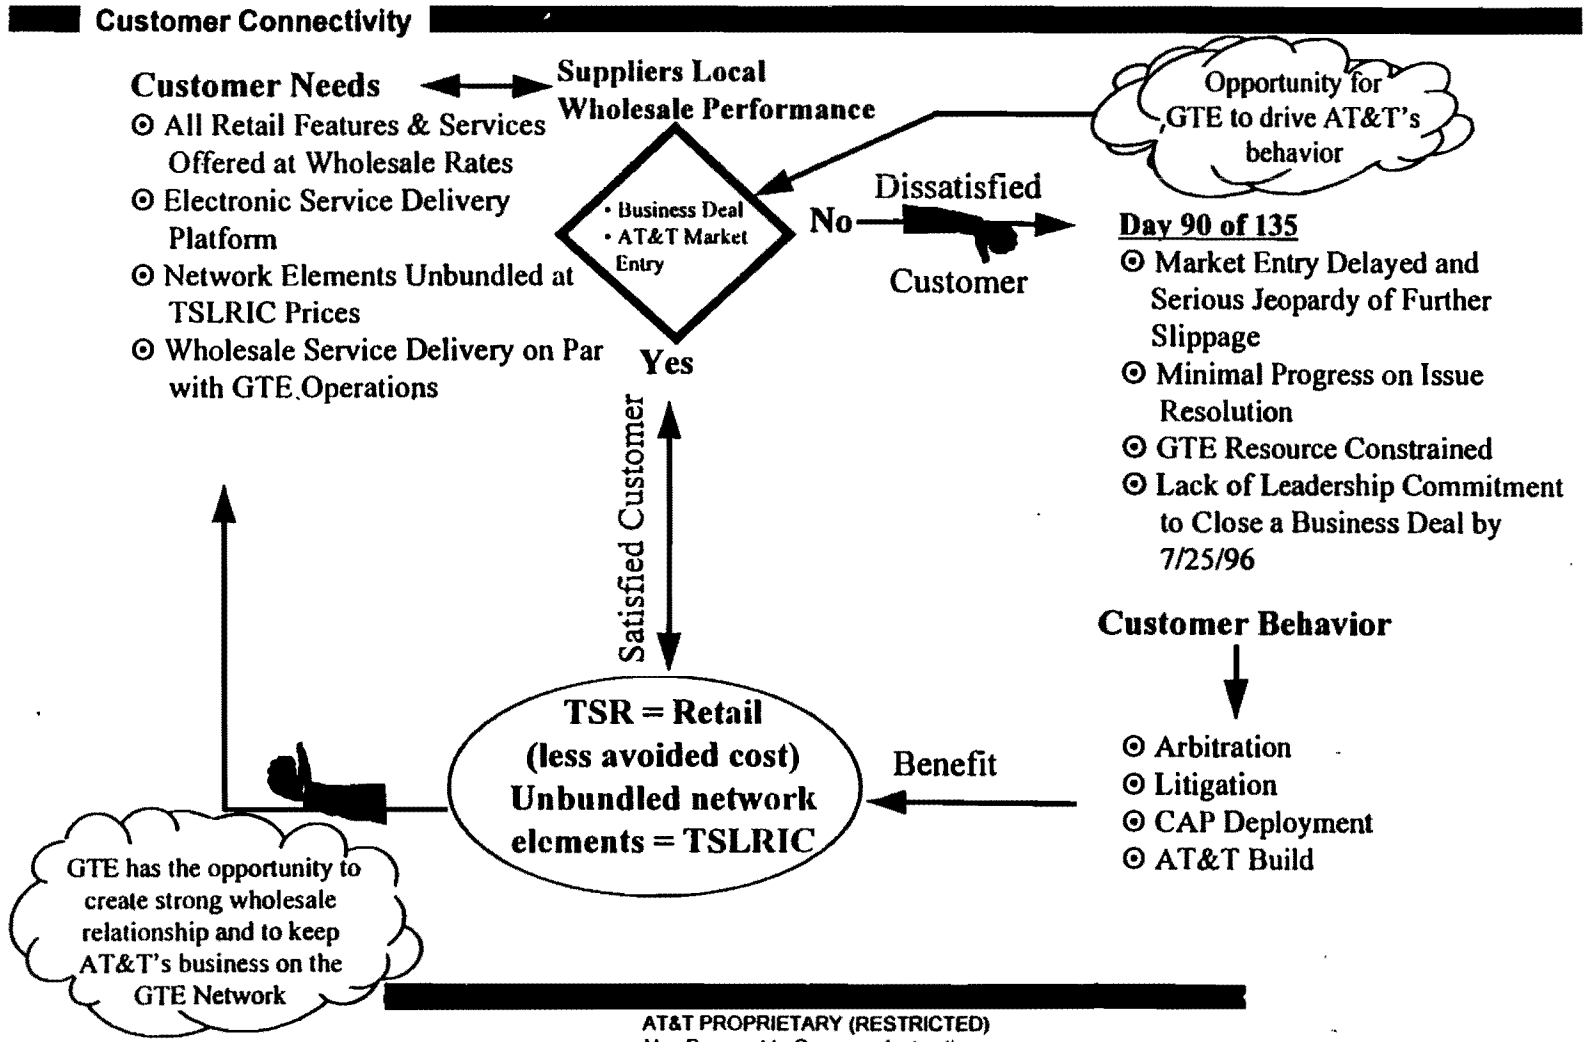 Customer Connectivity
Customer Needs
⊙ All Retail Features & Services
Offered at Wholesale Rates
⊙ Electronic Service Delivery
Platform
⊙ Network Elements Unbundled at
TSLRIC Prices
⊙ Wholesale Service Delivery on Par
with GTE Operations
Suppliers Local
Wholesale Performance
• Business Deal
• AT&T Market
Entry
Opportunity for
GTE to drive AT&T's
behavior
No
Dissatisfied
Customer
Day 90 of 135
⊙ Market Entry Delayed and
Serious Jeopardy of Further
Slippage
⊙ Minimal Progress on Issue
Resolution
⊙ GTE Resource Constrained
⊙ Lack of Leadership Commitment
to Close a Business Deal by
7/25/96
Yes
Satisfied Customer
Customer Behavior
⊙ Arbitration
⊙ Litigation
⊙ CAP Deployment
⊙ AT&T Build
Benefit
TSR = Retail
(less avoided cost)
Unbundled network
elements = TSLRIC
GTE has the opportunity to
create strong wholesale
relationship and to keep
AT&T's business on the
GTE Network
AT&T PROPRIETARY (RESTRICTED)